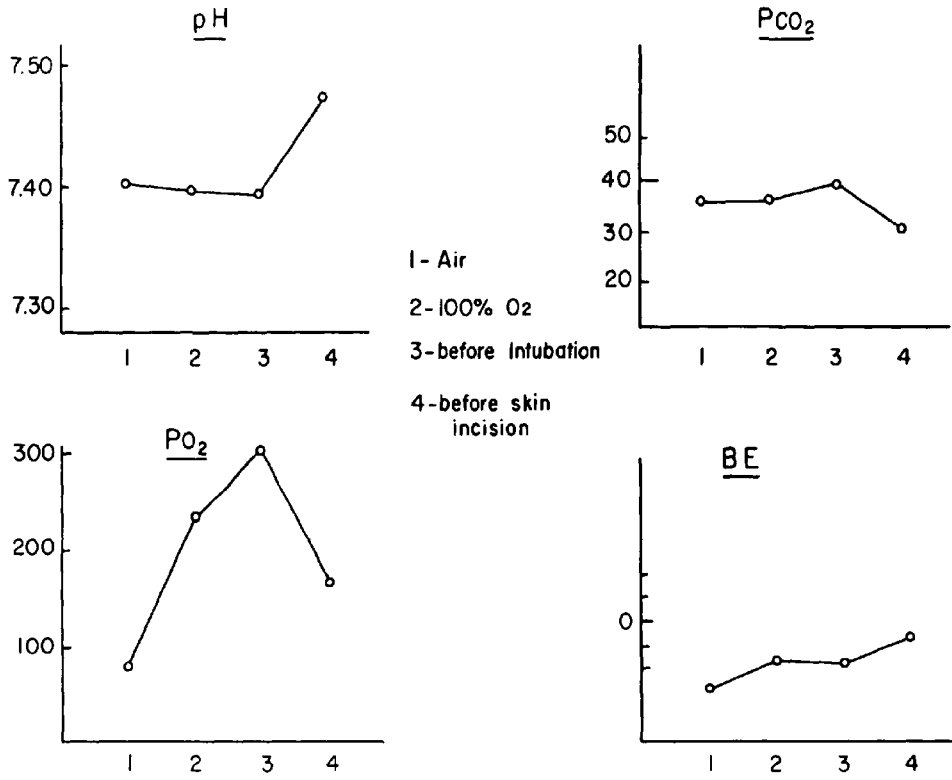 pH
7.50
7.40
7.30
1 2 3 4
PCO₂
50
40
30
20
1 2 3 4
1- Air
2-100% O₂
3-before Intubation
4-before skin
incision
PO₂
300
200
100
1 2 3 4
BE
0
1 2 3 4